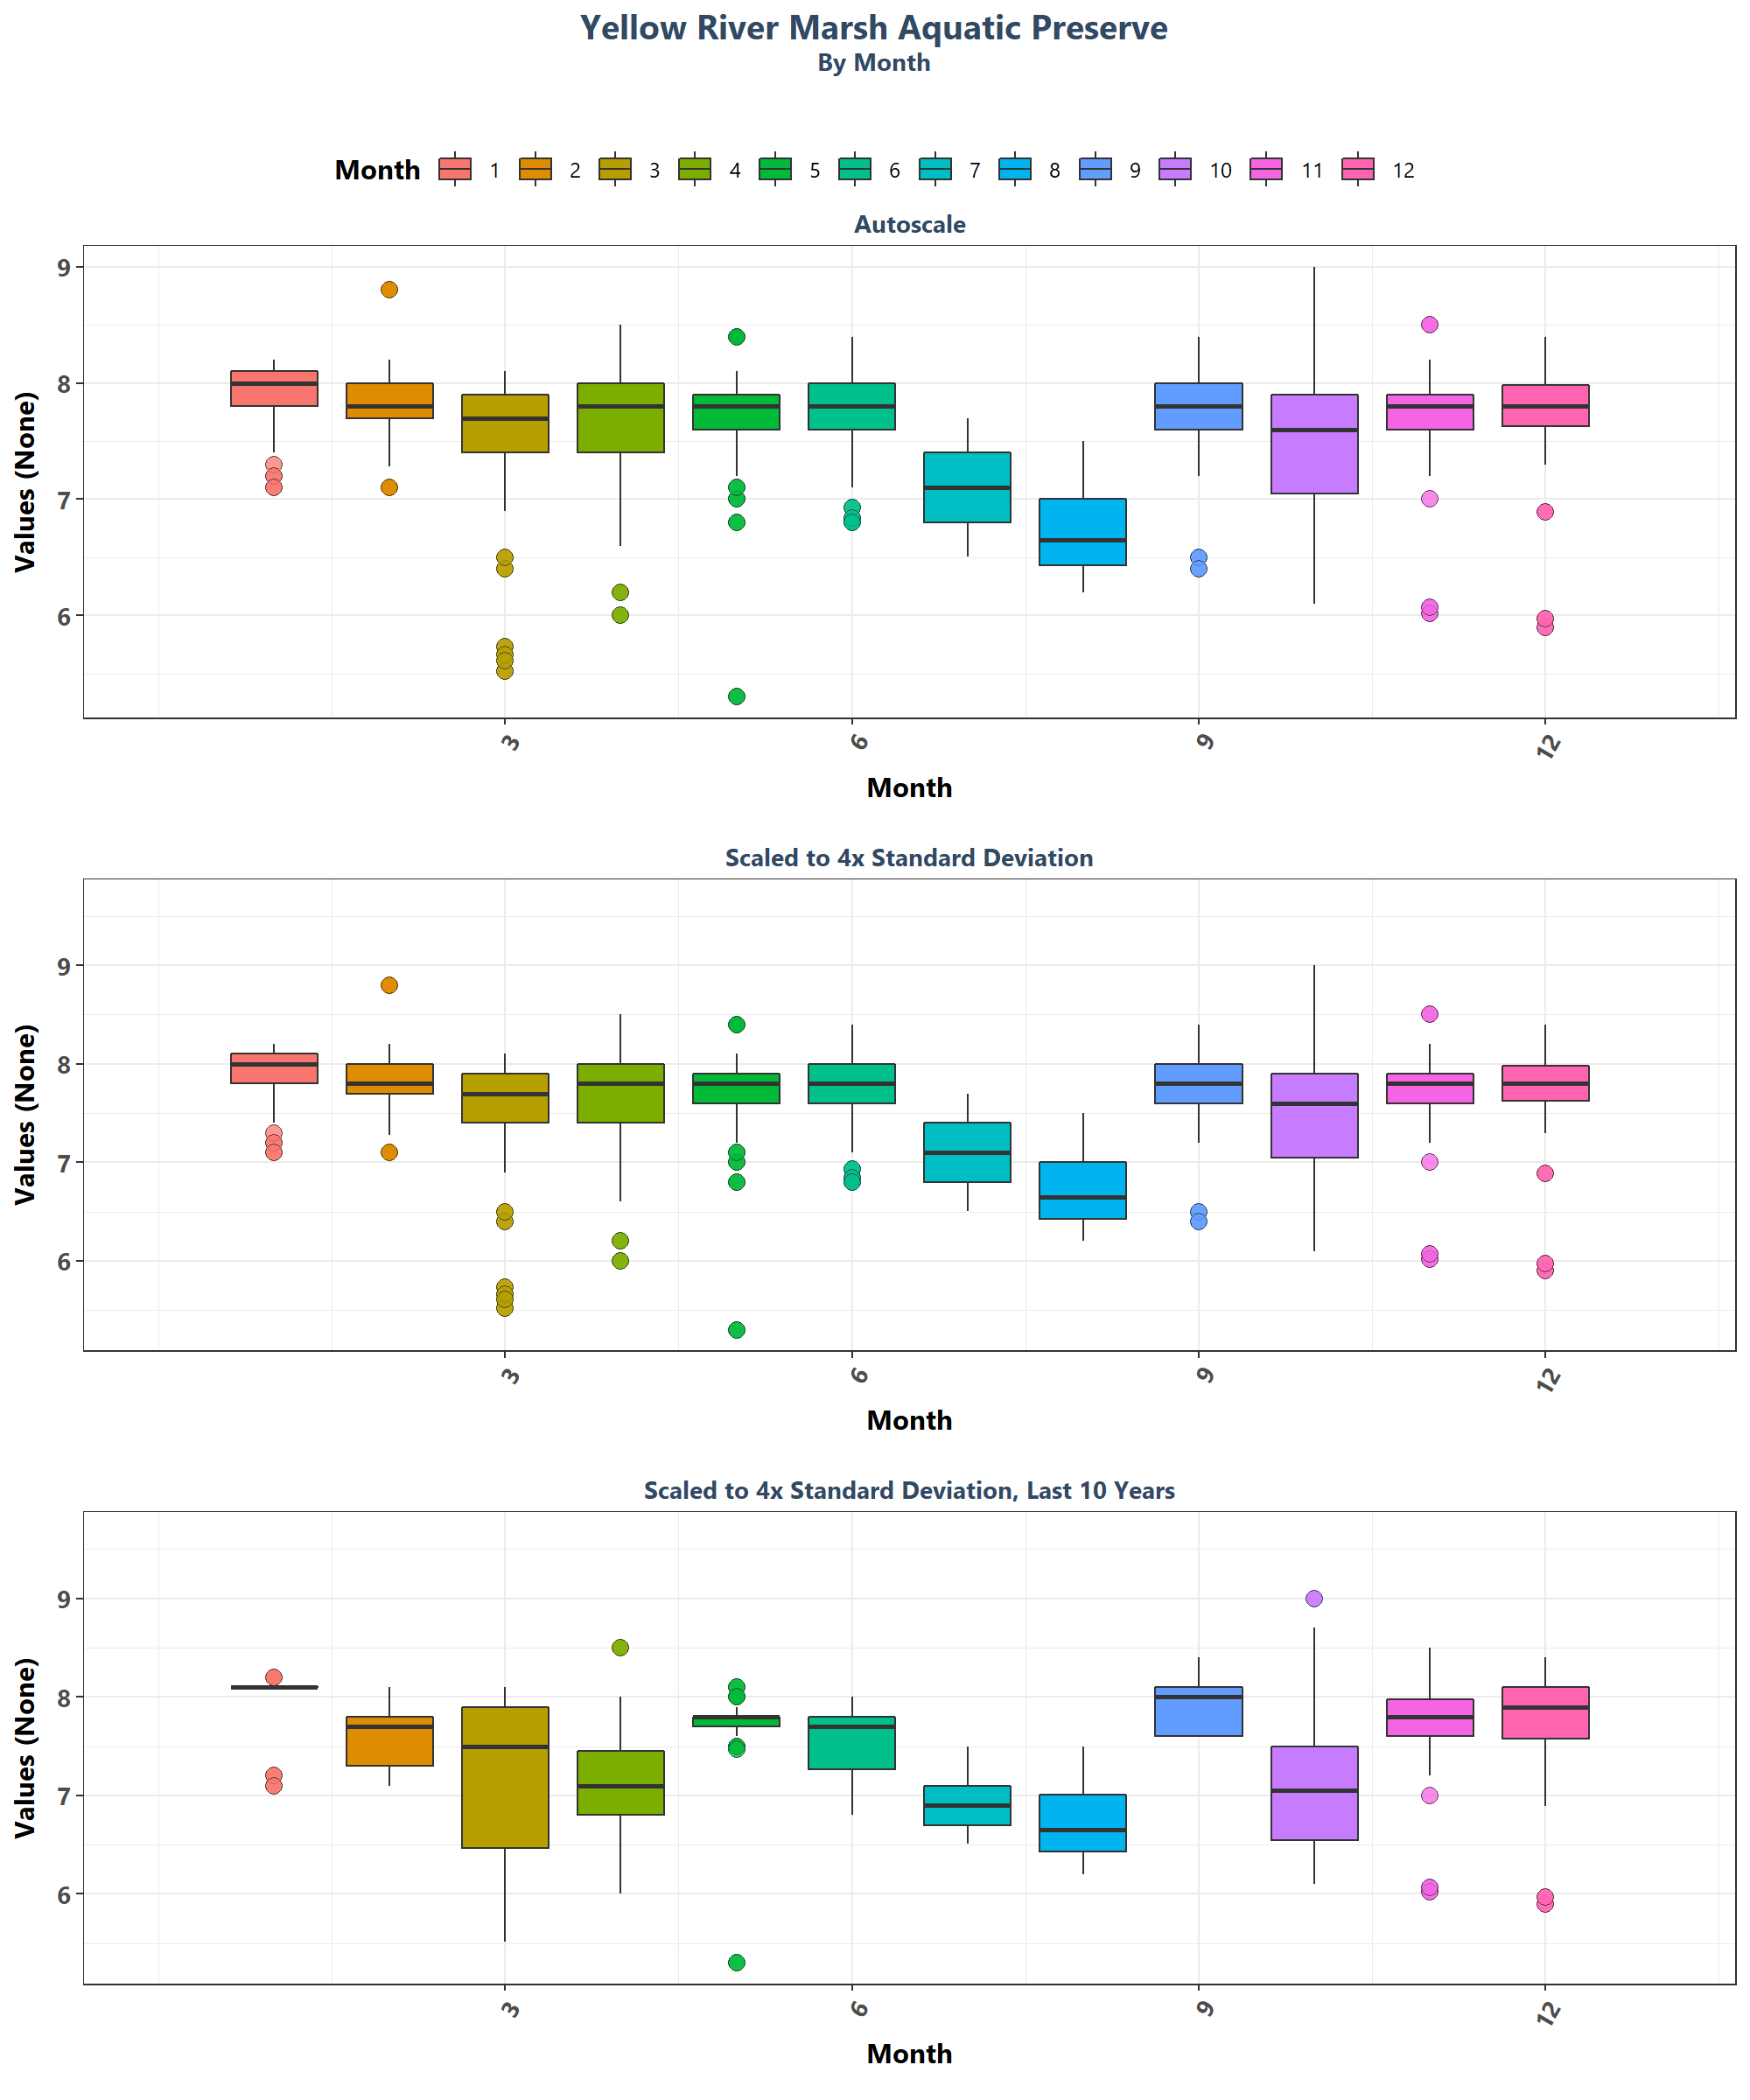 Yellow River Marsh Aquatic Preserve
By Month
Month 1 2 3 4 5 6 7 8 9 10 11 12
Autoscale
Values (None)
9
8
7
6
3 6 9 12
Month
Scaled to 4x Standard Deviation
Values (None)
9
8
7
6
3 6 9 12
Month
Scaled to 4x Standard Deviation, Last 10 Years
Values (None)
9
8
7
6
3 6 9 12
Month